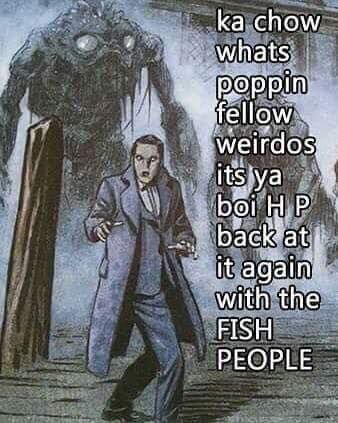 ka chow
whats
poppin
fellow
weirdos
its ya
boi H P
back at
it again
with the
FISH
PEOPLE